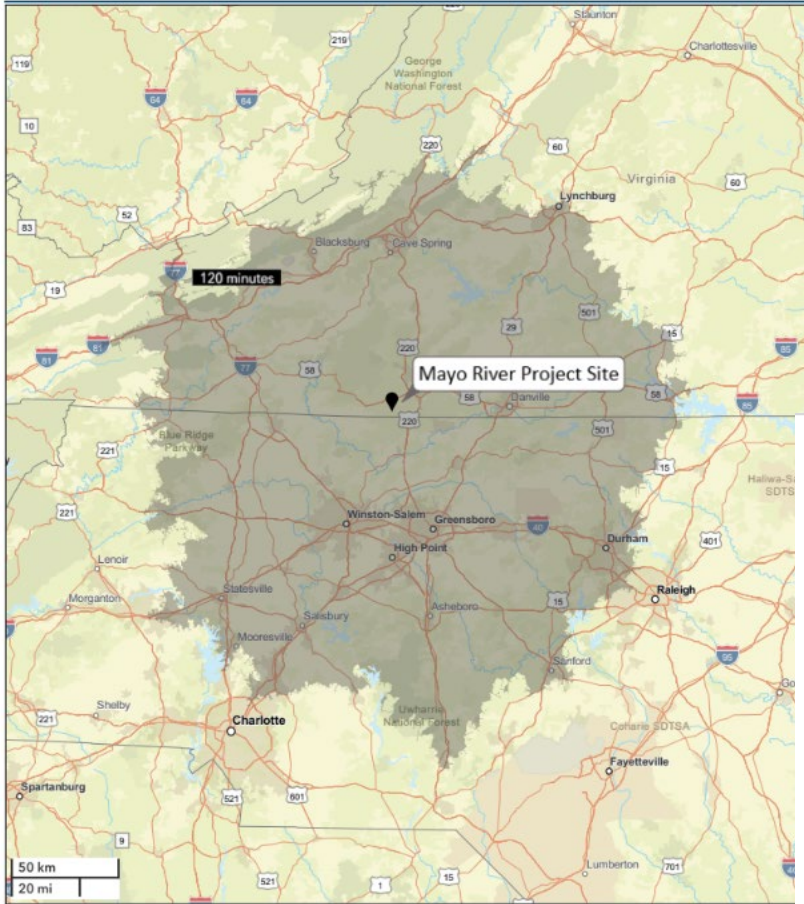 Staunton
219
119
Charlottesville
George
Washington
National Forest
64
64
10
220
60
Virginia
60
52
Lynchburg
83
Blacksburg
Cave Spring
77
120 minutes
19
501
29
15
81
81
220
85
77
58
Mayo River Project Site
58
58
Danville
85
220
221
501
Blue Ridge
Parkway
15
Haliwa-Sa
SDTSA
221
Winston-Salem
Greensboro
40
High Point
Durham
401
Lenoir
Statesville
Raleigh
Morganton
15
Salisbury
Asheboro
Mooresville
95
Sanford
Shelby
221
Uwharrie
National Forest
Go
Charlotte
Coharie SDTSA
Fayetteville
Spartanburg
521
601
9
50 km
20 mi
Lumberton
701
521
15
1